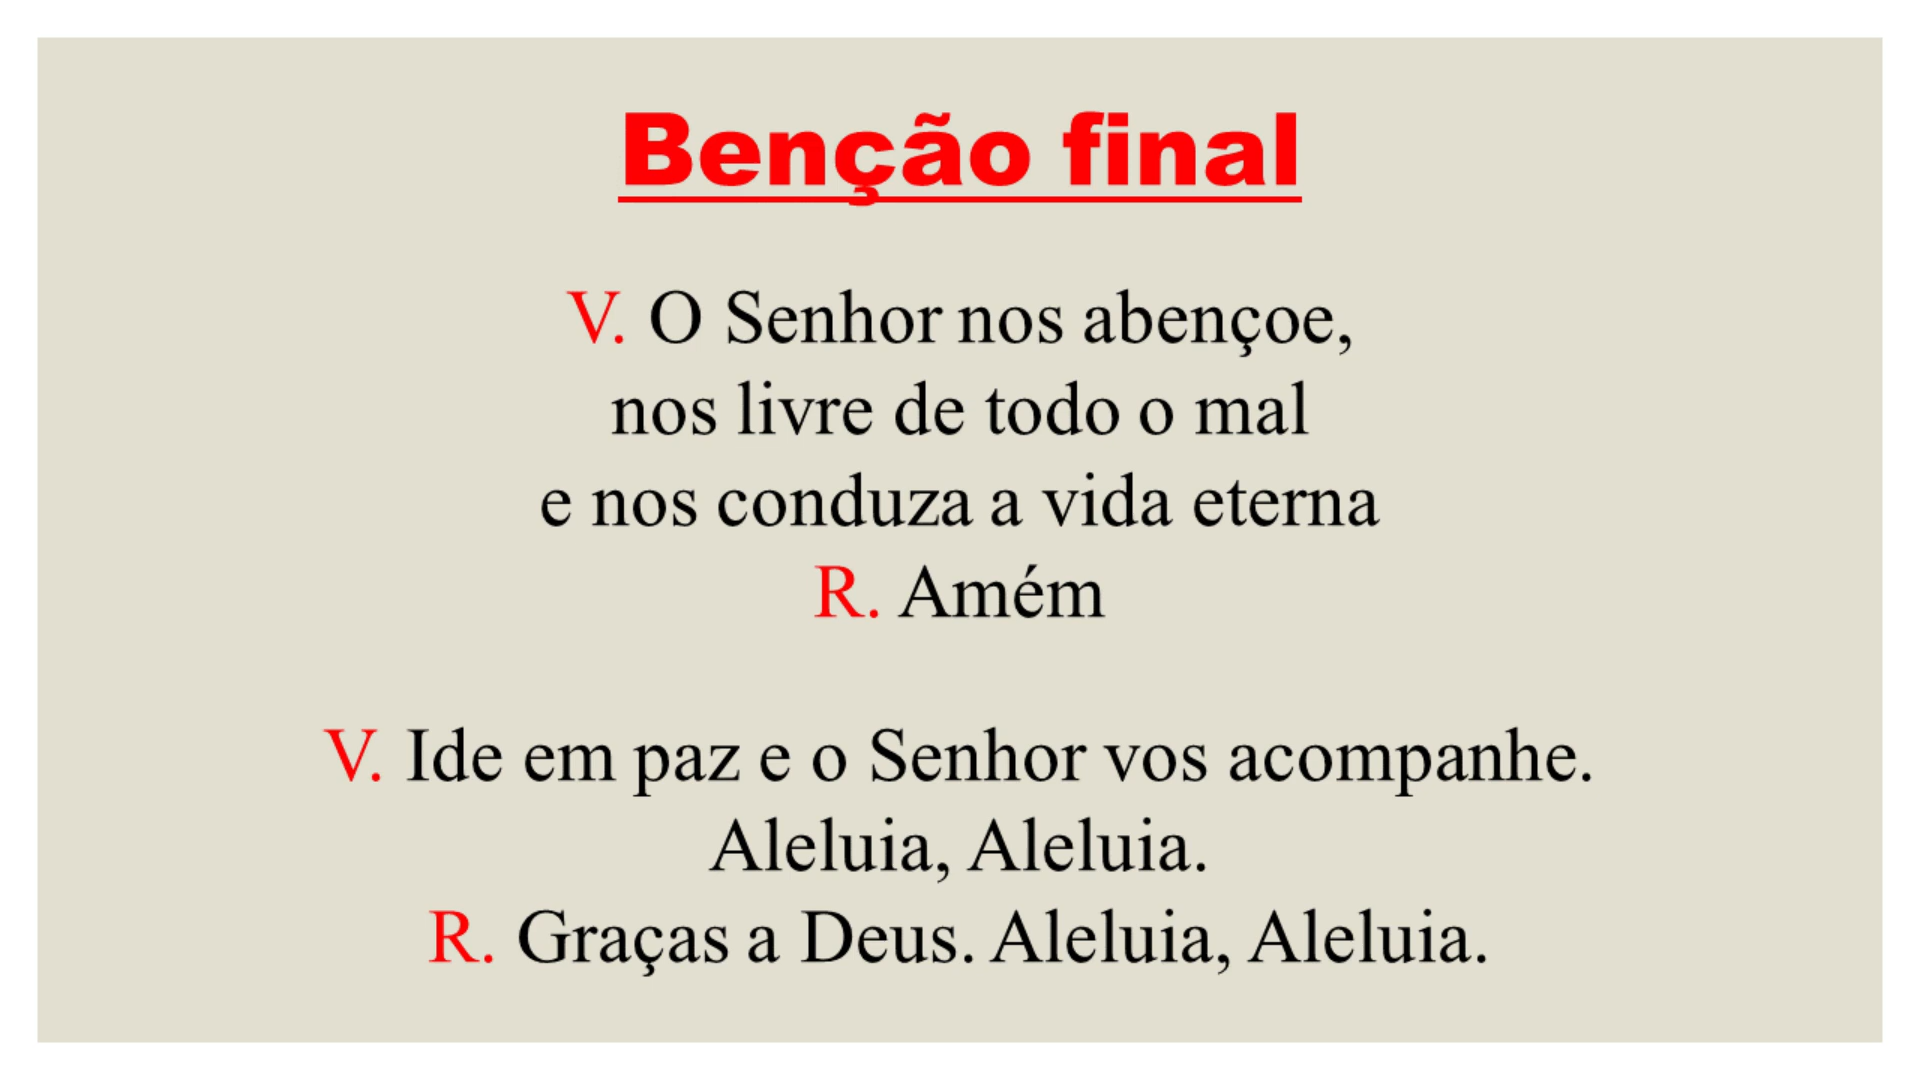 Benção final
V. O Senhor nos abençoe,
nos livre de todo o mal
e nos conduza a vida eterna
R. Amém
V. Ide em paz e o Senhor vos acompanhe.
Aleluia, Aleluia.
R. Graças a Deus. Aleluia, Aleluia.